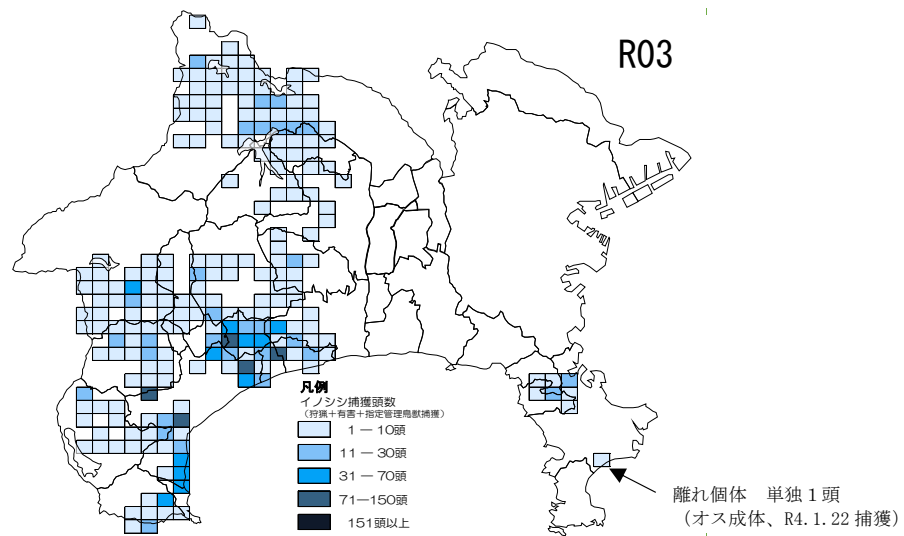 R03
凡例
イノシシ捕獲頭数
(狩猟+有害+指定管理鳥獣捕獲)
1 ― 10頭
11 ― 30頭
31 ― 70頭
71―150頭
151頭以上
離れ個体 単独1頭
(オス成体、R4.1.22 捕獲)